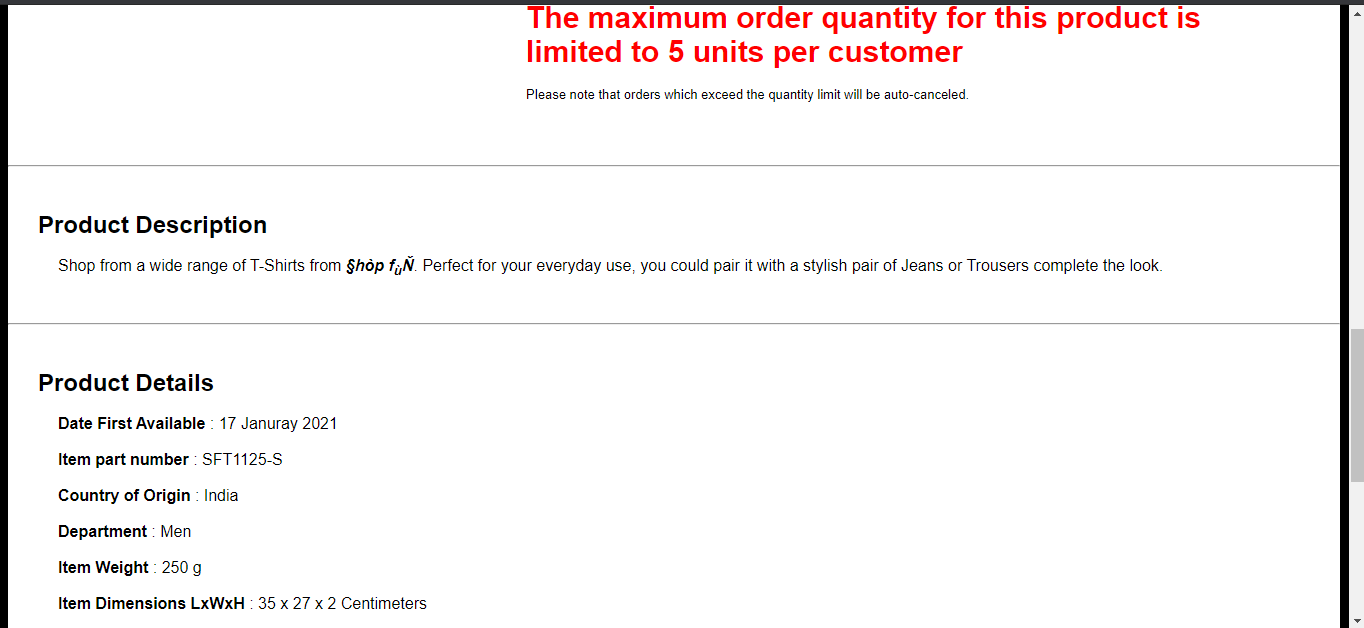 The maximum order quantity for this product is
limited to 5 units per customer
Please note that orders which exceed the quantity limit will be auto-canceled.
Product Description
Shop from a wide range of T-Shirts from §hòp fùÑ. Perfect for your everyday use, you could pair it with a stylish pair of Jeans or Trousers complete the look.
Product Details
Date First Available : 17 Januray 2021
Item part number : SFT1125-S
Country of Origin : India
Department : Men
Item Weight : 250 g
Item Dimensions LxWxH : 35 x 27 x 2 Centimeters